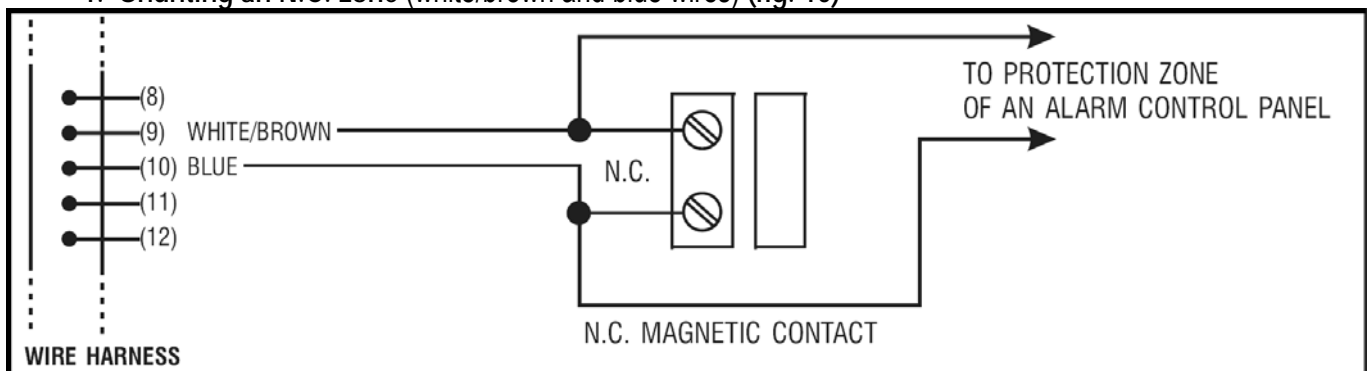 (8)
(9) WHITE/BROWN
(10) BLUE
(11)
(12)
N.C.
TO PROTECTION ZONE
OF AN ALARM CONTROL PANEL
N.C. MAGNETIC CONTACT
WIRE HARNESS